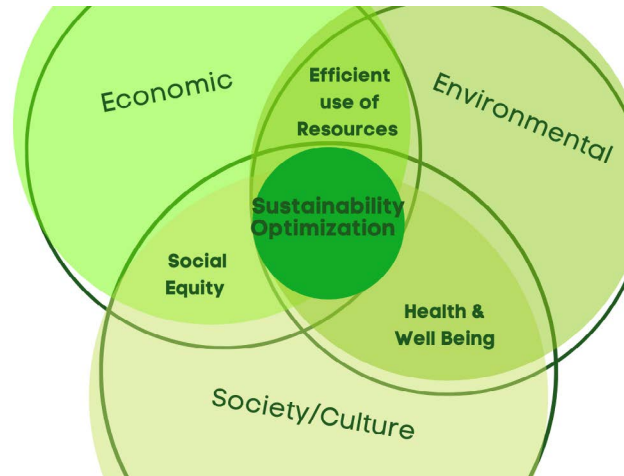 Economic
Efficient
use of
Resources
Environmental
Sustainability
Optimization
Social
Equity
Health &
Well Being
Society/Culture